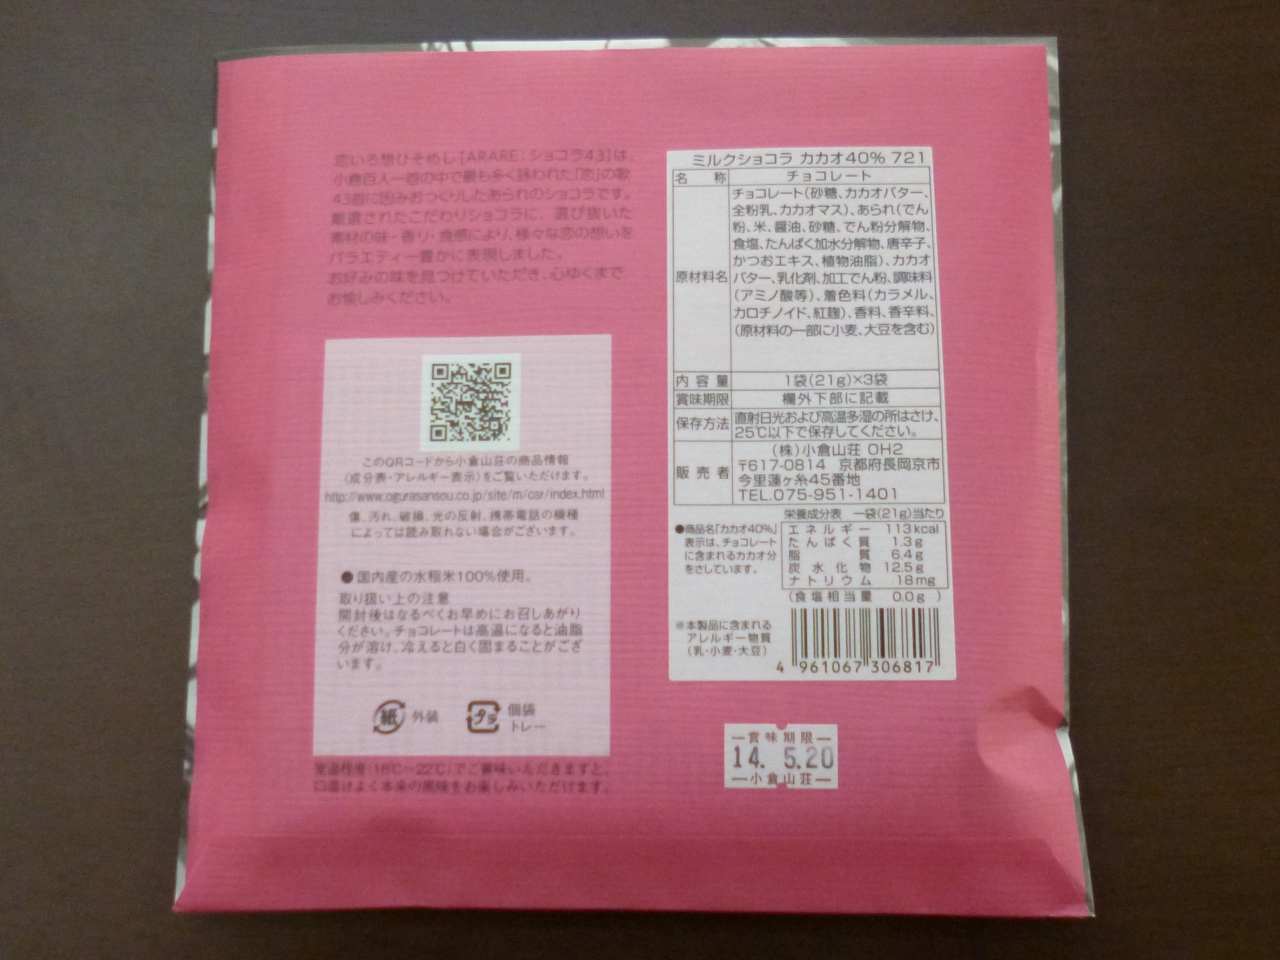 恋いろ想ひそめし[ARARE:ショコラ43]は、
小倉百人一首の中で最も多く詠われた「恋」の歌
43首に因みおつくりしたあられのショコラです。
厳選されたこだわりショコラに、選び抜いた
素材の味・香り・食感により、様々な恋の想いを
バラエティー豊かに表現しました。
お好みの味を見つけていただき、心ゆくまで
お愉しみください。
このQRコードから小倉山荘の商品情報
(成分表・アレルギー表示)をご覧いただけます。
http://www.ogurasansou.co.jp/site/m/csr/index.html
傷、汚れ、破損、光の反射、携帯電話の機種
によっては読み取れない場合がございます。
●国内産の水稲米100%使用。
取り扱い上の注意
開封後はなるべくお早めにお召しあがり
ください。チョコレートは高温になると油脂
分が溶け、冷えると白く固まることがござ
います。
紙 外装 プラ 個袋
トレー
常温程度(18℃〜22℃)でご賞味いただきますと、
口溶けよく本来の風味をお楽しみいただけます。
ミルクショコラ カカオ40% 721
名称 チョコレート
原材料名 チョコレート(砂糖、カカオバター、
全粉乳、カカオマス)、あられ(でん
粉、米、醤油、砂糖、でん粉分解物、
食塩、たんぱく加水分解物、唐辛子、
かつおエキス、植物油脂)、カカオ
バター、乳化剤、加工でん粉、調味料
(アミノ酸等)、着色料(カラメル、
カロチノイド、紅麹)、香料、香辛料、
(原材料の一部に小麦、大豆を含む)
内容量 1袋(21g)×3袋
賞味期限 欄外下部に記載
保存方法 直射日光および高温多湿の所はさけ、
25℃以下で保存してください。
販売者 (株)小倉山荘 OH2
〒617-0814 京都府長岡京市
今里蓮ヶ糸45番地
TEL.075-951-1401
栄養成分表 一袋(21g)当たり
エネルギー 113kcal
たんぱく質 1.3g
脂質 6.4g
炭水化物 12.5g
ナトリウム 18mg
(食塩相当量 0.0g)
●商品名「カカオ40%」
表示は、チョコレート
に含まれるカカオ分
をさしています。
※本製品に含まれる
アレルギー物質
(乳・小麦・大豆)
4 961067 306817
賞味期限
14. 5.20
小倉山荘